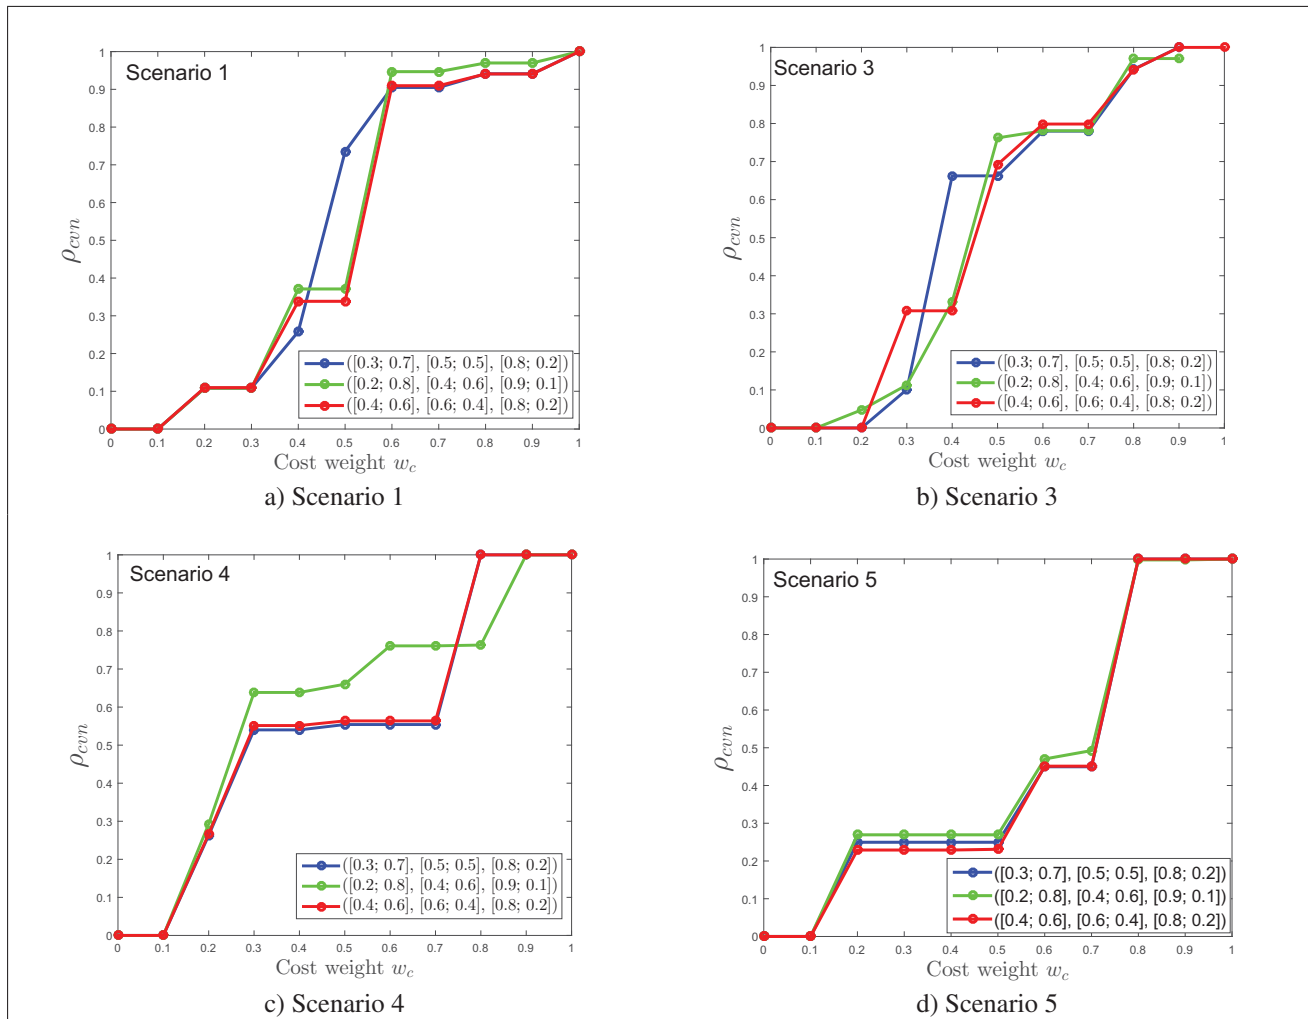 Scenario 1
1
0.9
0.8
0.7
0.6
0.5
0.4
0.3
0.2
0.1
0
ρcvn
([0.3; 0.7], [0.5; 0.5], [0.8; 0.2])
([0.2; 0.8], [0.4; 0.6], [0.9; 0.1])
([0.4; 0.6], [0.6; 0.4], [0.8; 0.2])
0 0.1 0.2 0.3 0.4 0.5 0.6 0.7 0.8 0.9 1
Cost weight wc
a) Scenario 1
Scenario 3
1
0.9
0.8
0.7
0.6
0.5
0.4
0.3
0.2
0.1
0
ρcvn
([0.3; 0.7], [0.5; 0.5], [0.8; 0.2])
([0.2; 0.8], [0.4; 0.6], [0.9; 0.1])
([0.4; 0.6], [0.6; 0.4], [0.8; 0.2])
0 0.1 0.2 0.3 0.4 0.5 0.6 0.7 0.8 0.9 1
Cost weight wc
b) Scenario 3
Scenario 4
1
0.9
0.8
0.7
0.6
0.5
0.4
0.3
0.2
0.1
0
ρcvn
([0.3; 0.7], [0.5; 0.5], [0.8; 0.2])
([0.2; 0.8], [0.4; 0.6], [0.9; 0.1])
([0.4; 0.6], [0.6; 0.4], [0.8; 0.2])
0 0.1 0.2 0.3 0.4 0.5 0.6 0.7 0.8 0.9 1
Cost weight wc
c) Scenario 4
Scenario 5
1
0.9
0.8
0.7
0.6
0.5
0.4
0.3
0.2
0.1
0
ρcvn
([0.3; 0.7], [0.5; 0.5], [0.8; 0.2])
([0.2; 0.8], [0.4; 0.6], [0.9; 0.1])
([0.4; 0.6], [0.6; 0.4], [0.8; 0.2])
0 0.1 0.2 0.3 0.4 0.5 0.6 0.7 0.8 0.9 1
Cost weight wc
d) Scenario 5